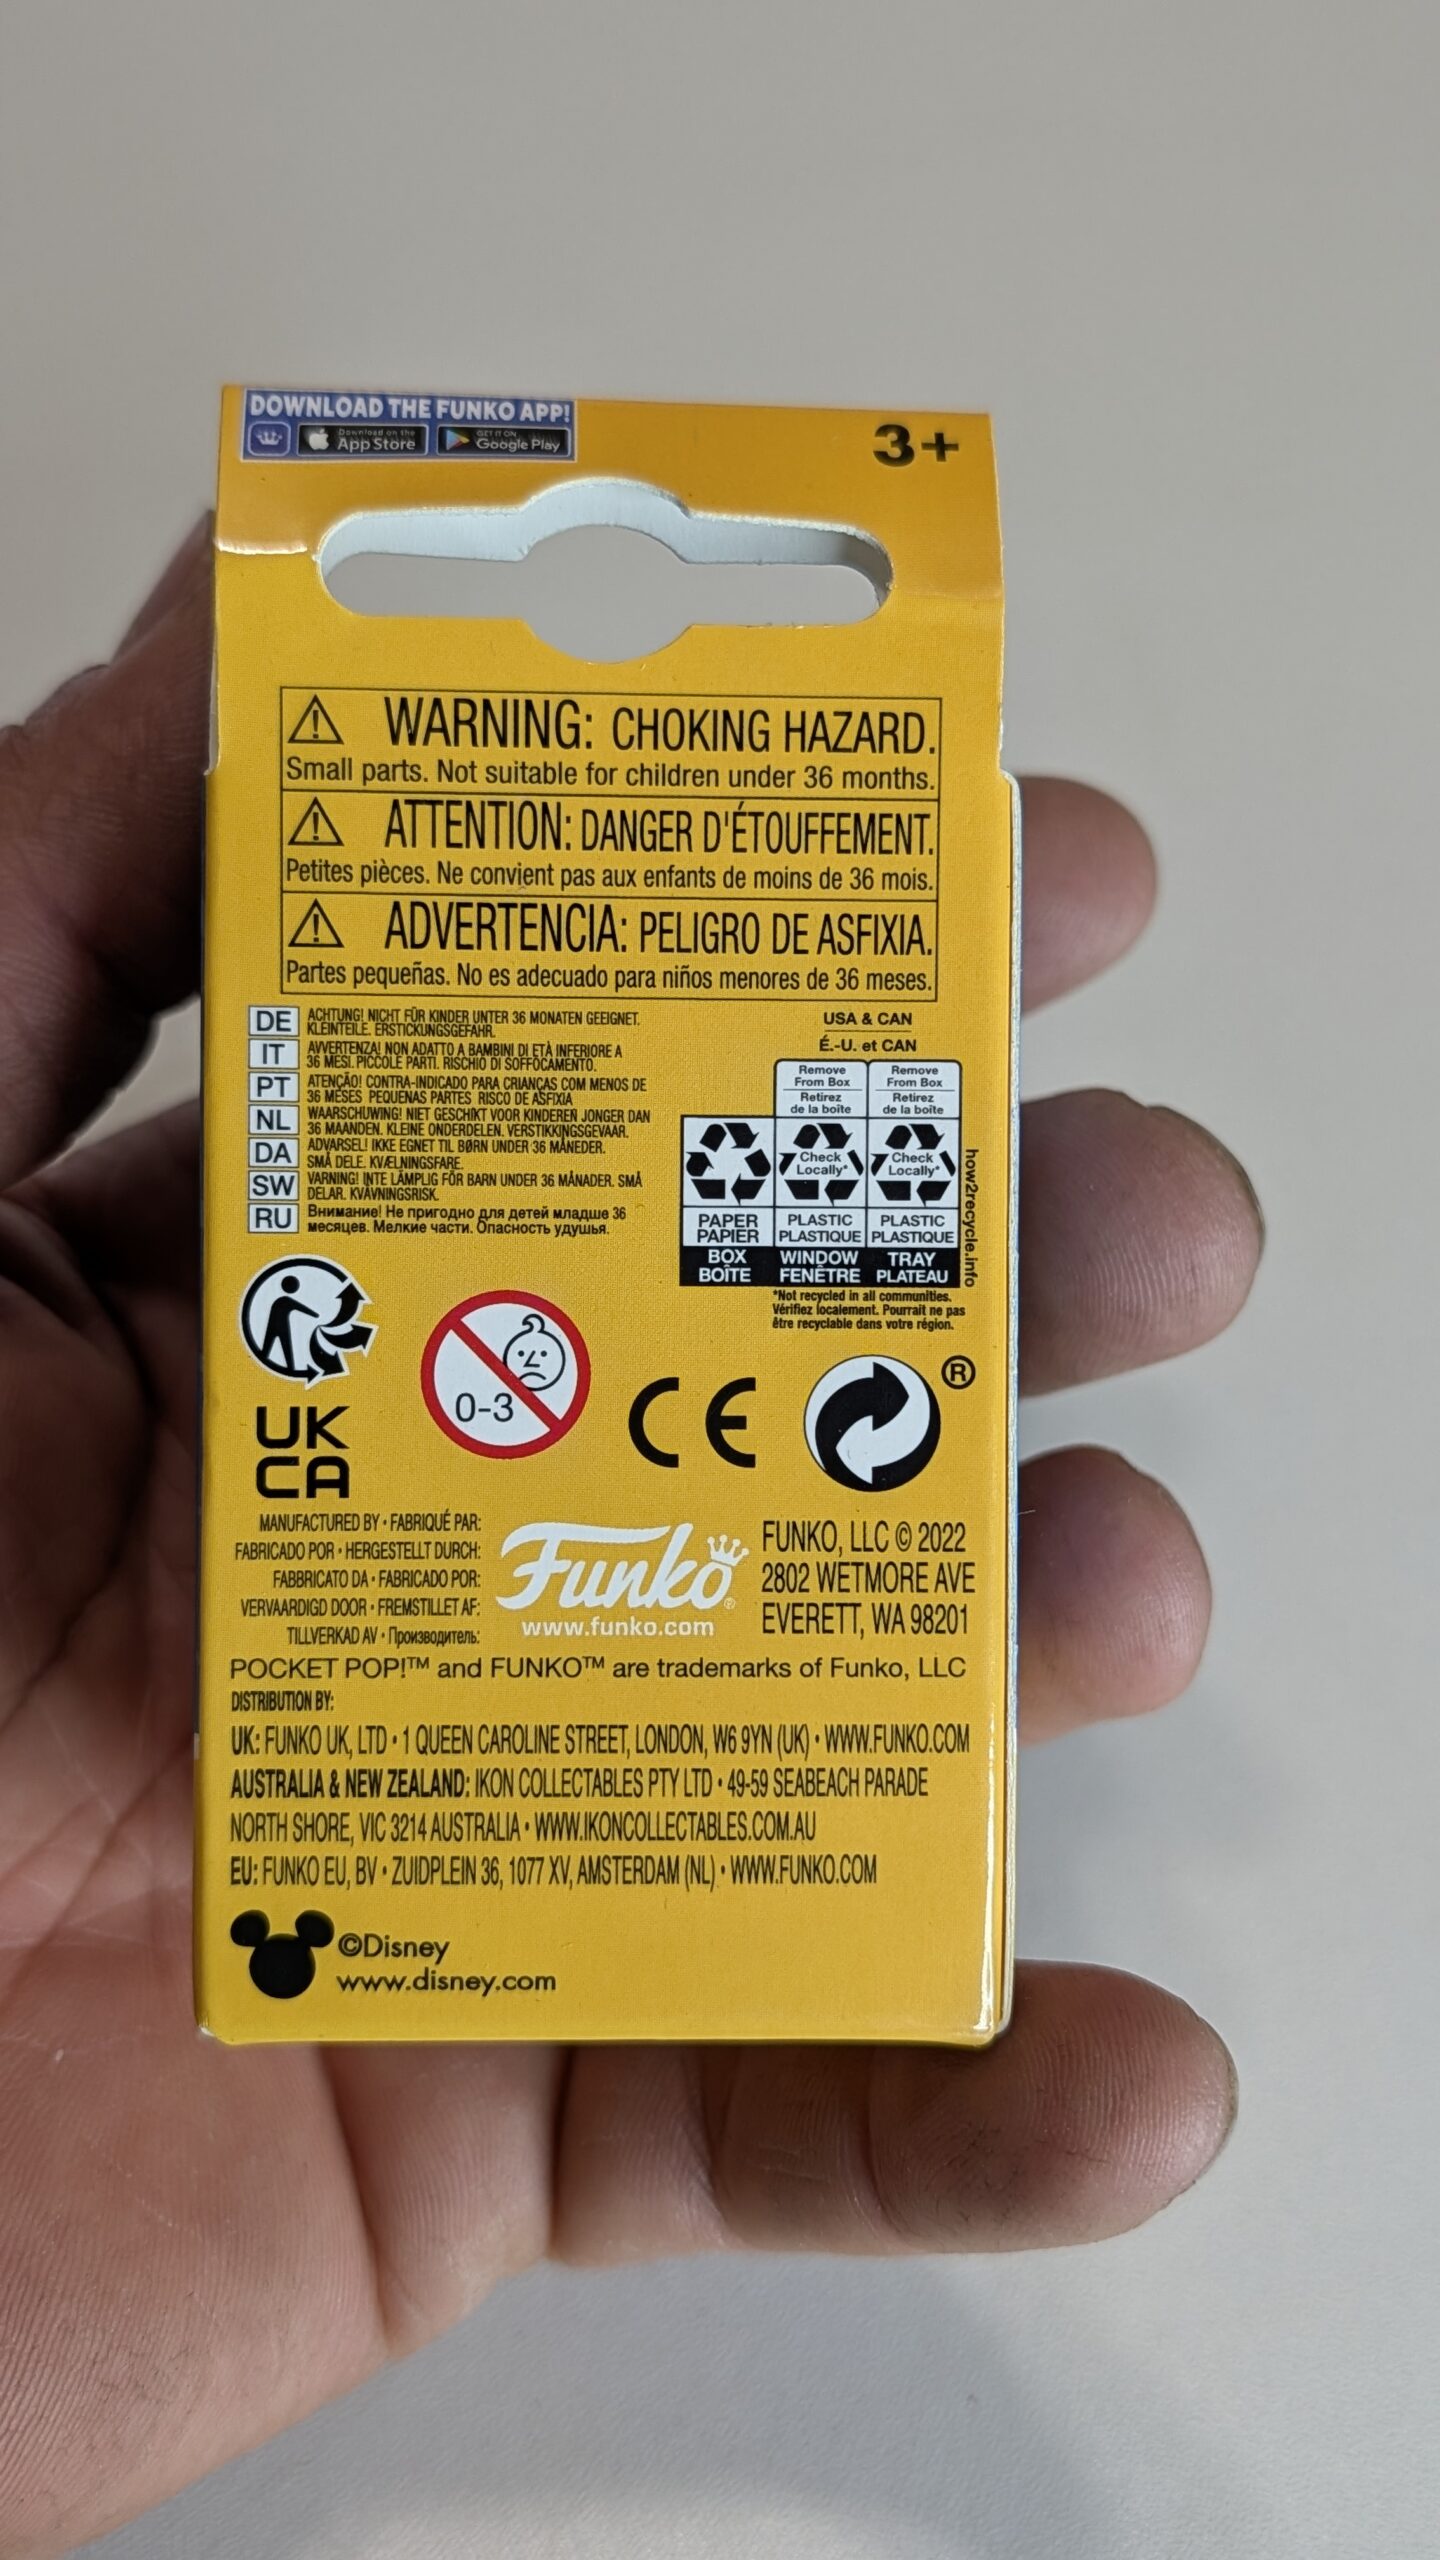 DOWNLOAD THE FUNKO APP!
Download on the
App Store
GET IT ON
Google Play
3+
WARNING: CHOKING HAZARD.
Small parts. Not suitable for children under 36 months.
ATTENTION: DANGER D'ÉTOUFFEMENT.
Petites pièces. Ne convient pas aux enfants de moins de 36 mois.
ADVERTENCIA: PELIGRO DE ASFIXIA.
Partes pequeñas. No es adecuado para niños menores de 36 meses.
DE ACHTUNG! NICHT FÜR KINDER UNTER 36 MONATEN GEEIGNET.
KLEINTEILE. ERSTICKUNGSGEFAHR.
IT AVVERTENZA! NON ADATTO A BAMBINI DI ETÀ INFERIORE A
36 MESI. PICCOLE PARTI. RISCHIO DI SOFFOCAMENTO.
PT ATENÇÃO! CONTRA-INDICADO PARA CRIANÇAS COM MENOS DE
36 MESES PEQUENAS PARTES RISCO DE ASFIXIA
NL WAARSCHUWING! NIET GESCHIKT VOOR KINDEREN JONGER DAN
36 MAANDEN. KLEINE ONDERDELEN. VERSTIKKINGSGEVAAR.
DA ADVARSEL! IKKE EGNET TIL BØRN UNDER 36 MÅNEDER.
SMÅ DELE. KVÆLNINGSFARE.
SW VARNING! INTE LÄMPLIG FÖR BARN UNDER 36 MÅNADER. SMÅ
DELAR. KVÄVNINGSRISK.
RU Внимание! Не пригодно для детей младше 36
месяцев. Мелкие части. Опасность удушья.
USA & CAN
É.-U. et CAN
Remove
From Box
Retirez
de la boîte
Remove
From Box
Retirez
de la boîte
Check
Locally*
Check
Locally*
PAPER
PAPIER
PLASTIC
PLASTIQUE
PLASTIC
PLASTIQUE
BOX
BOÎTE
WINDOW
FENÊTRE
TRAY
PLATEAU
how2recycle.info
*Not recycled in all communities.
Vérifiez localement. Pourrait ne pas
être recyclable dans votre région.
0-3
CE
®
UK
CA
MANUFACTURED BY • FABRIQUÉ PAR:
FABRICADO POR • HERGESTELLT DURCH:
FABBRICATO DA • FABRICADO POR:
VERVAARDIGD DOOR • FREMSTILLET AF:
TILLVERKAD AV • Производитель:
Funko®
www.funko.com
FUNKO, LLC © 2022
2802 WETMORE AVE
EVERETT, WA 98201
POCKET POP!™ and FUNKO™ are trademarks of Funko, LLC
DISTRIBUTION BY:
UK: FUNKO UK, LTD • 1 QUEEN CAROLINE STREET, LONDON, W6 9YN (UK) • WWW.FUNKO.COM
AUSTRALIA & NEW ZEALAND: IKON COLLECTABLES PTY LTD • 49-59 SEABEACH PARADE
NORTH SHORE, VIC 3214 AUSTRALIA • WWW.IKONCOLLECTABLES.COM.AU
EU: FUNKO EU, BV • ZUIDPLEIN 36, 1077 XV, AMSTERDAM (NL) • WWW.FUNKO.COM
©Disney
www.disney.com